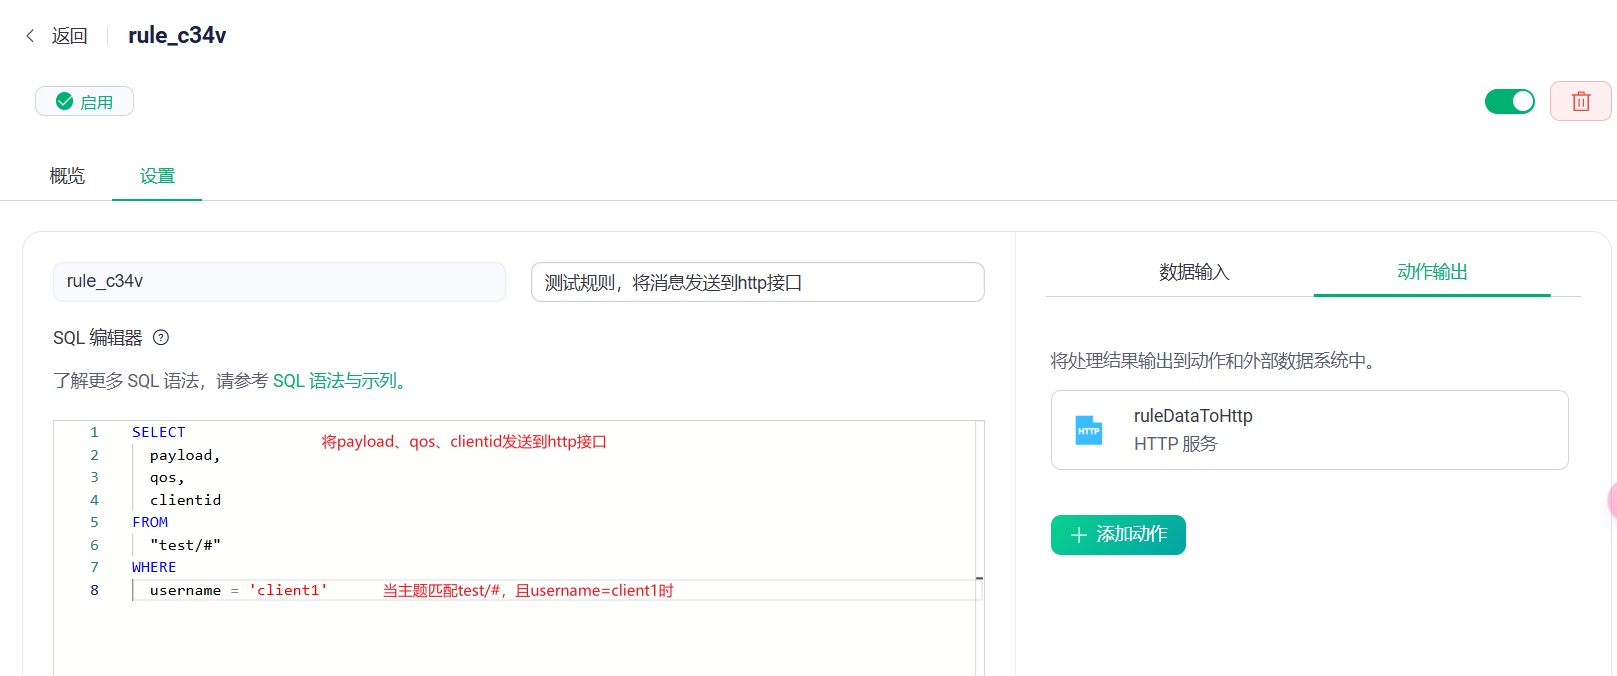 返回 rule_c34v
启用
概览 设置
rule_c34v 测试规则，将消息发送到http接口
SQL 编辑器 ?
了解更多 SQL 语法，请参考 SQL 语法与示列。
1 SELECT 将payload、qos、clientid发送到http接口
2 payload,
3 qos,
4 clientid
5 FROM
6 "test/#"
7 WHERE
8 username = 'client1' 当主题匹配test/#，且username=client1时
数据输入 动作输出
将处理结果输出到动作和外部数据系统中。
HTTP
ruleDataToHttp
HTTP 服务
添加动作